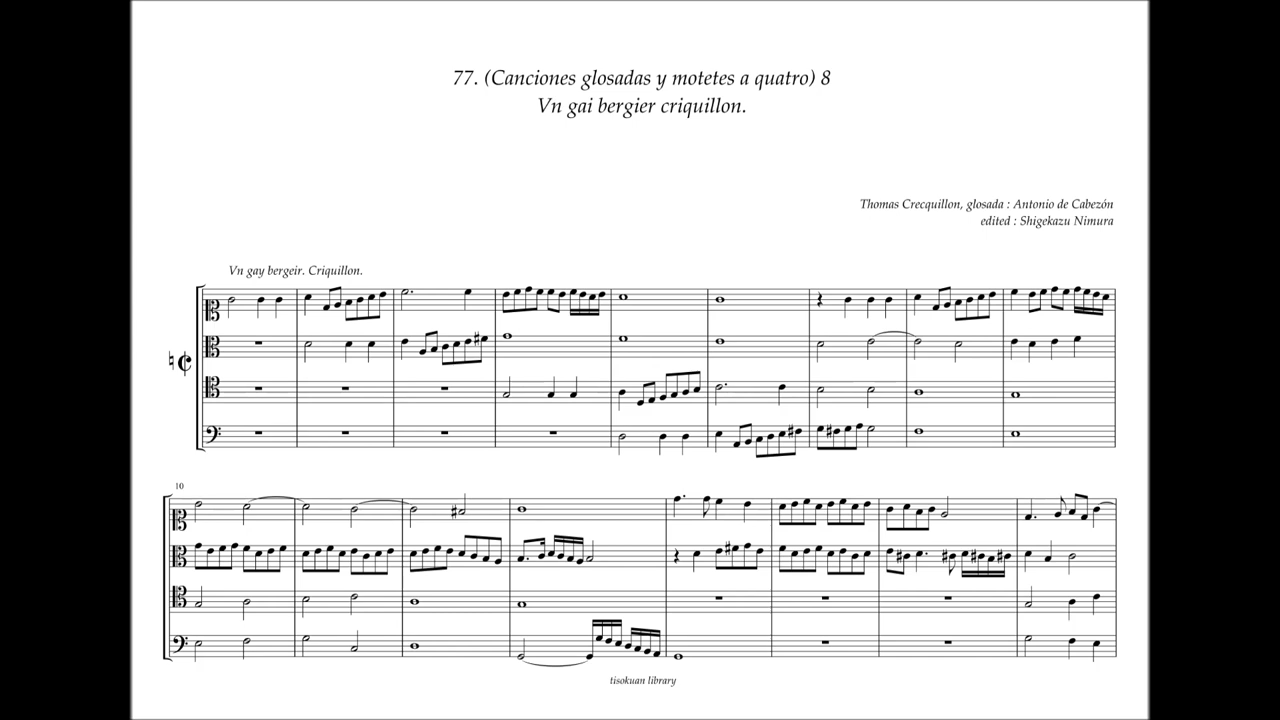 77. (Canciones glosadas y motetes a quatro) 8
Vn gai bergier criquillon.
Thomas Crecquillon, glosada : Antonio de Cabezón
edited : Shigekazu Nimura
Vn gay bergeir. Criquillon.
10
tisokuan library